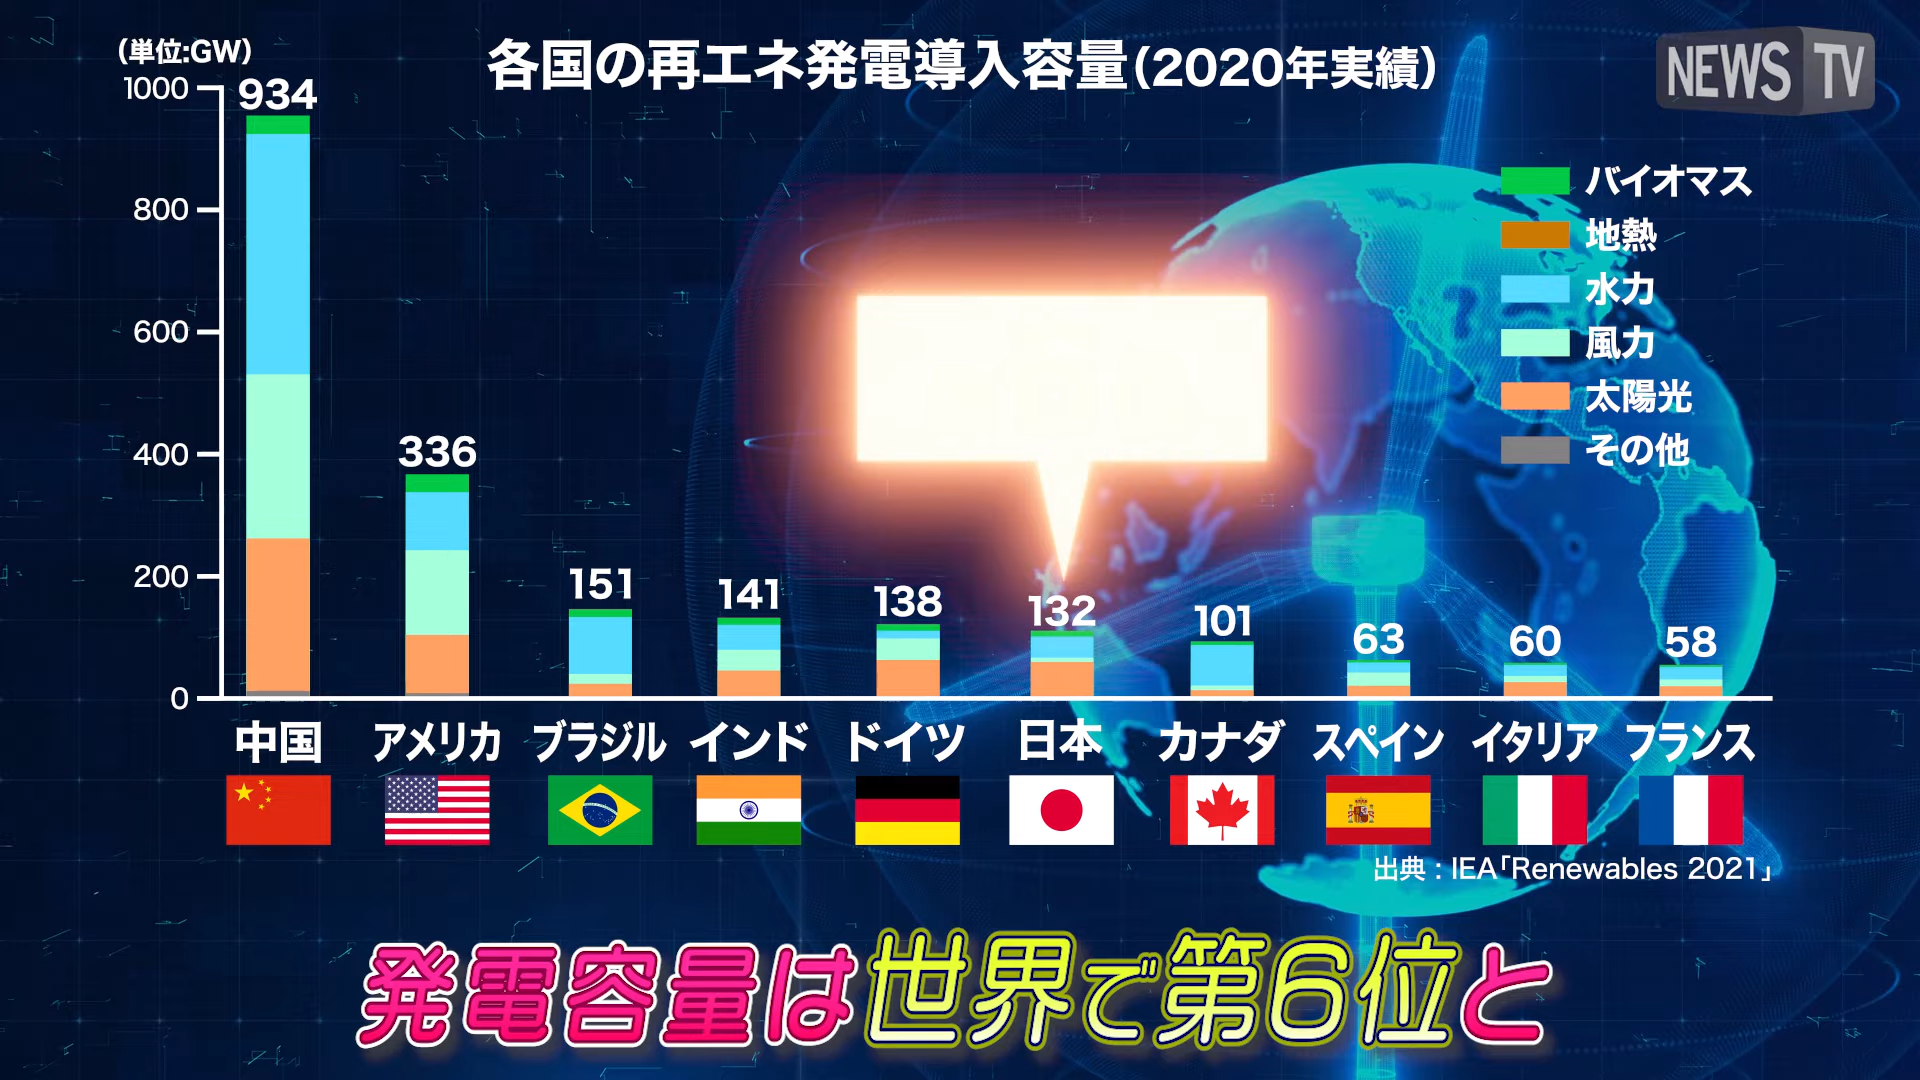 (単位:GW)
各国の再エネ発電導入容量(2020年実績)
NEWS TV
1000
800
600
400
200
0
934
336
151
141
138
132
101
63
60
58
バイオマス
地熱
水力
風力
太陽光
その他
中国 アメリカ ブラジル インド ドイツ 日本 カナダ スペイン イタリア フランス
出典:IEA「Renewables 2021」
発電容量は世界で第6位と